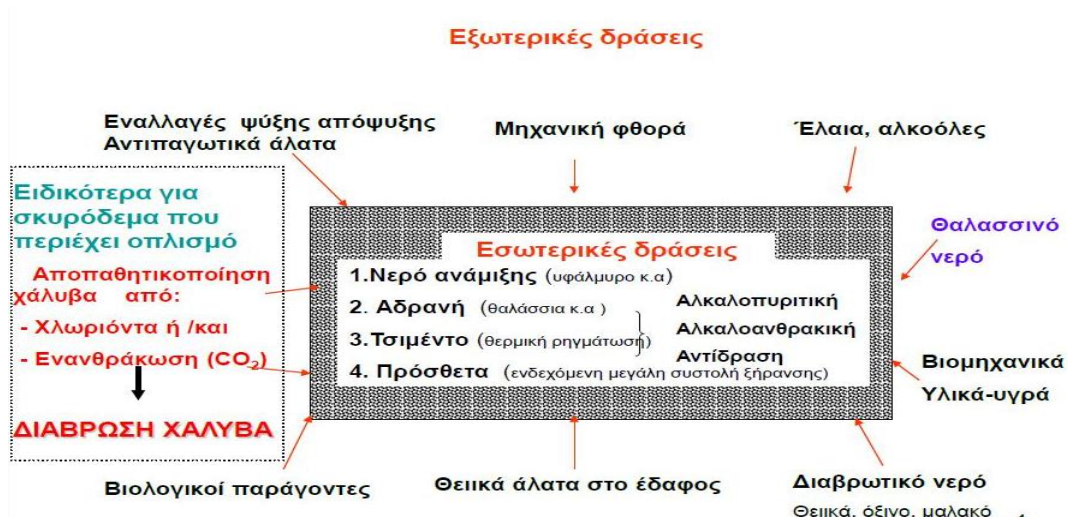 Εξωτερικές δράσεις
Εναλλαγές ψύξης απόψυξης
Αντιπαγωτικά άλατα
Μηχανική φθορά
Έλαια, αλκοόλες
Ειδικότερα για
σκυρόδεμα που
περιέχει οπλισμό
Αποπαθητικοποίηση
χάλυβα από:
- Χλωριόντα ή /και
- Ενανθράκωση (CO₂)
ΔΙΑΒΡΩΣΗ ΧΑΛΥΒΑ
Εσωτερικές δράσεις
1.Νερό ανάμιξης (υφάλμυρο κ.α)
2. Αδρανή (θαλάσσια κ.α )
3.Τσιμέντο (θερμική ρηγμάτωση)
4. Πρόσθετα (ενδεχόμενη μεγάλη συστολή ξήρανσης)
Αλκαλοπυριτική
Αλκαλοανθρακική
Αντίδραση
Θαλασσινό
νερό
Βιομηχανικά
Υλικά-υγρά
Βιολογικοί παράγοντες
Θειικά άλατα στο έδαφος
Διαβρωτικό νερό
Θειικά, όξινο, μαλακό